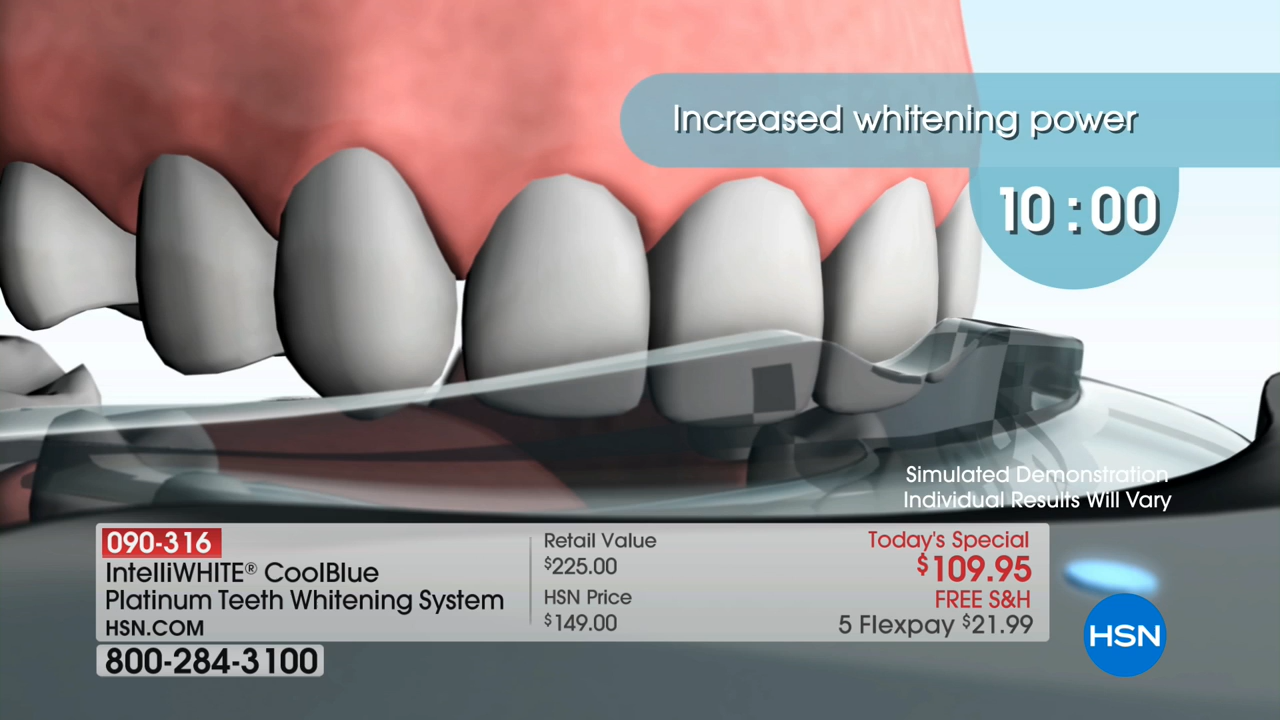 Increased whitening power
10:00
Simulated Demonstration
Individual Results Will Vary
090-316
IntelliWHITE® CoolBlue
Platinum Teeth Whitening System
HSN.COM
800-284-3100
Retail Value
$225.00
HSN Price
$149.00
Today's Special
$109.95
FREE S&H
5 Flexpay $21.99
HSN